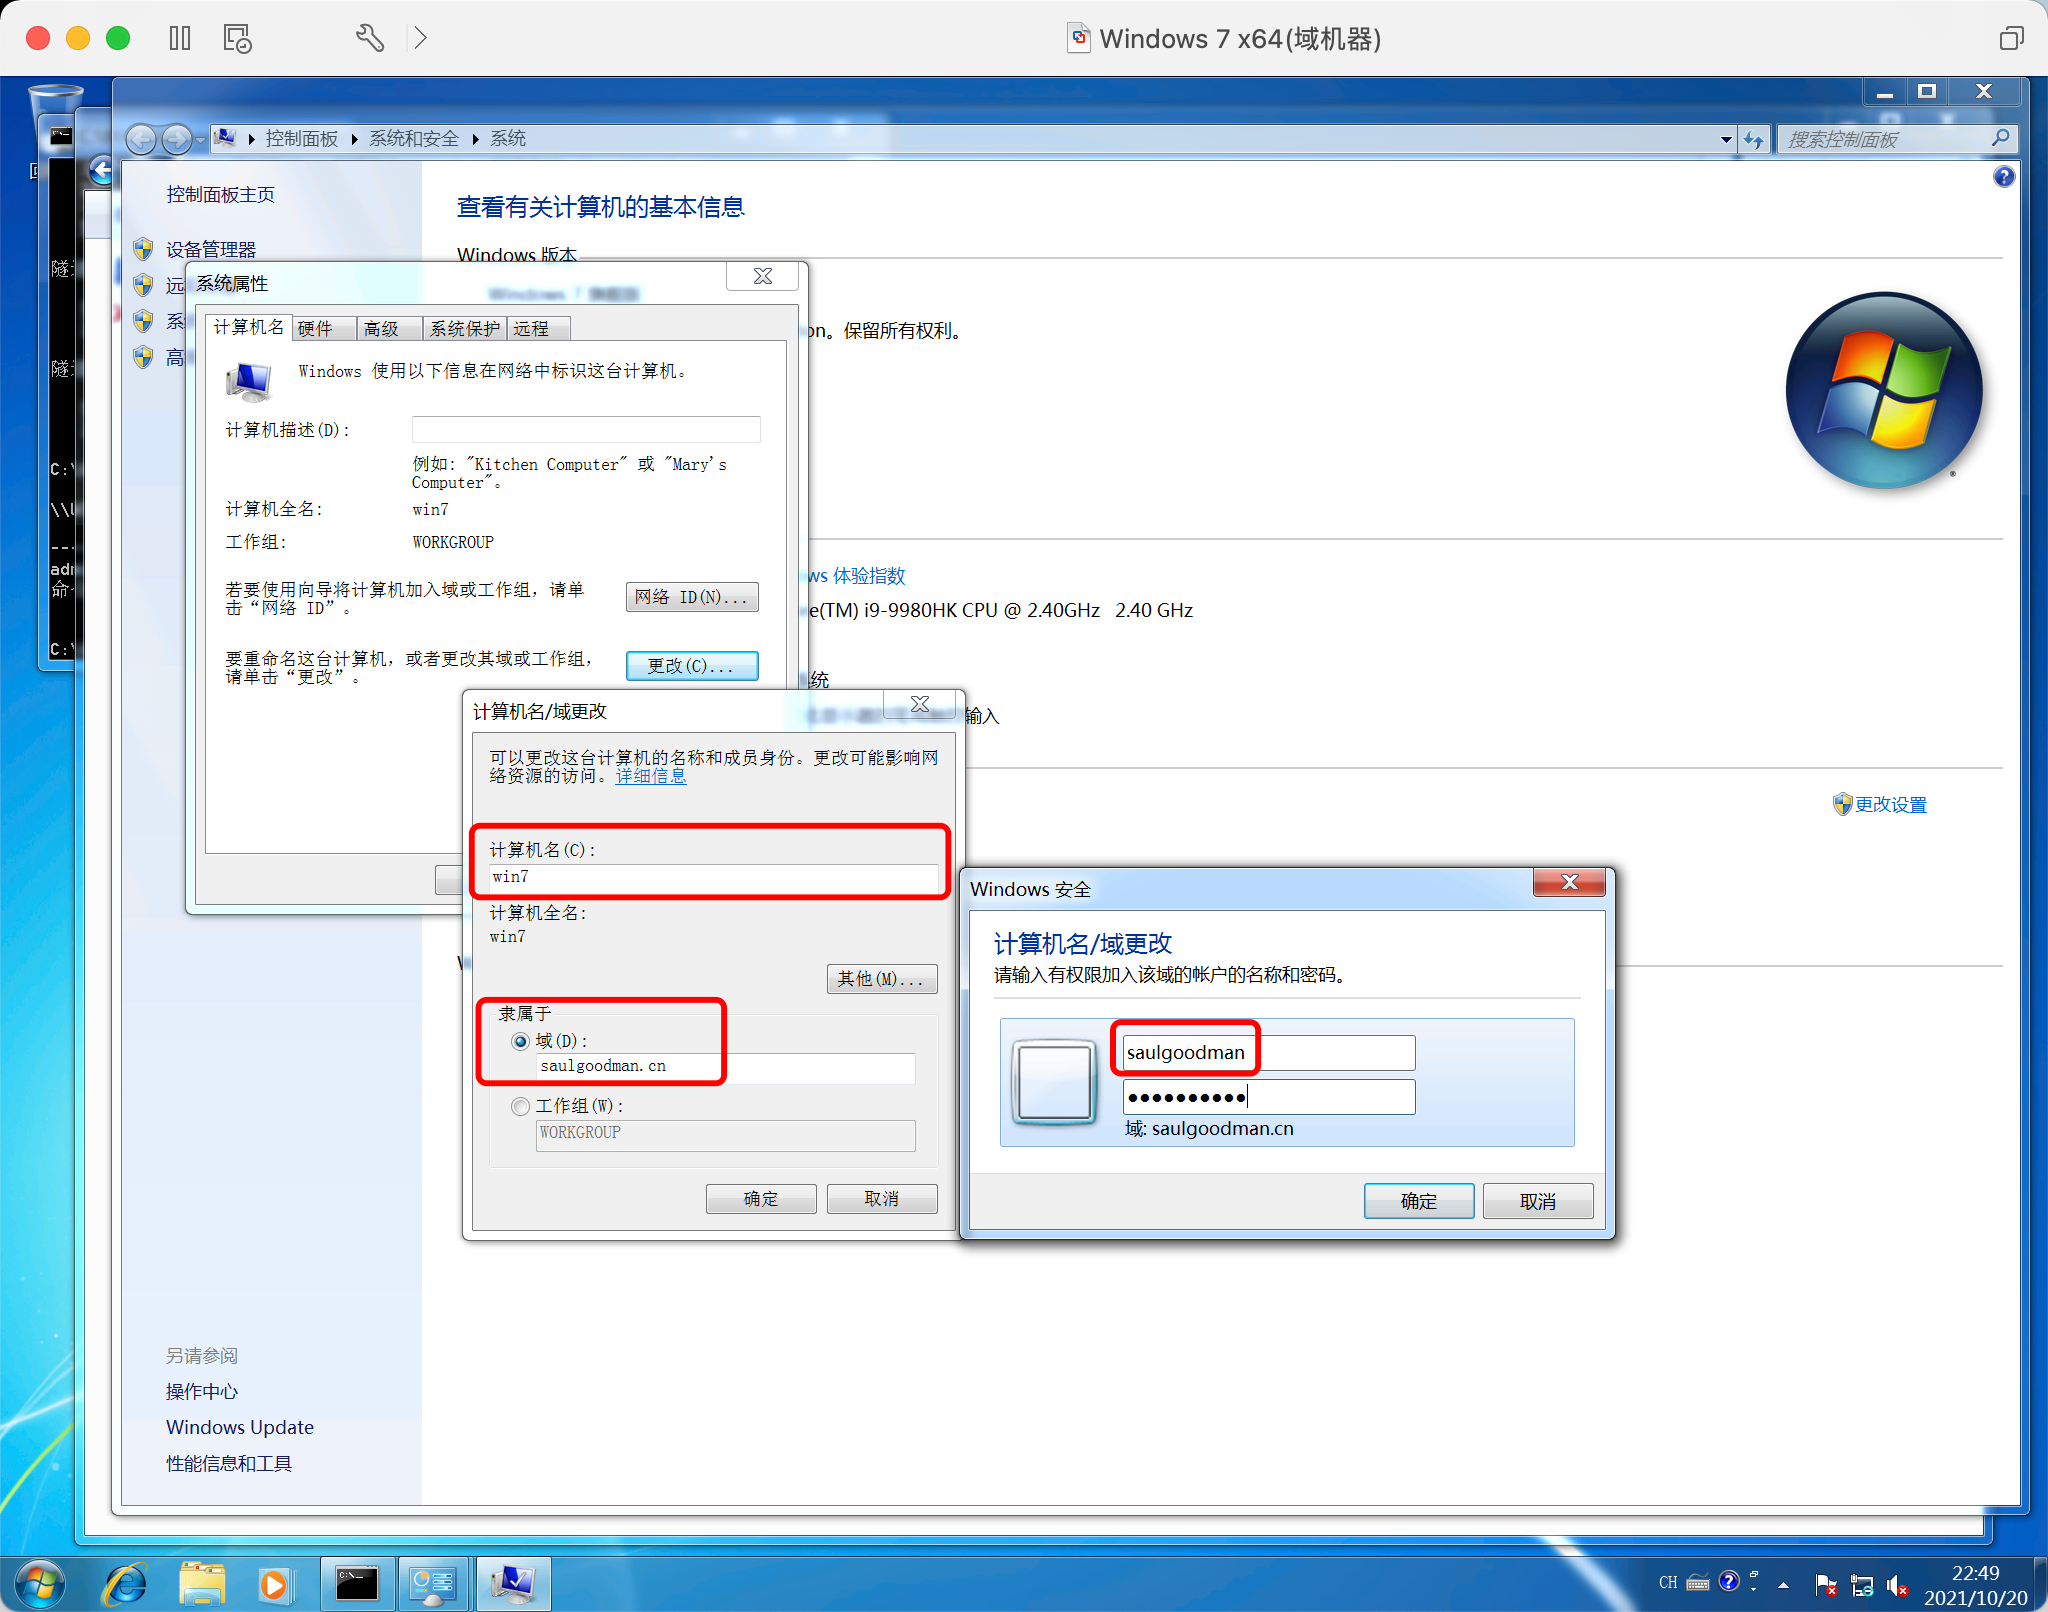 Windows 7 x64(域机器)
控制面板
系统和安全
系统
搜索控制面板
控制面板主页
设备管理器
远
系
高
查看有关计算机的基本信息
Windows 版本
on。保留所有权利。
ws 体验指数
e(TM) i9-9980HK CPU @ 2.40GHz 2.40 GHz
统
输入
更改设置
隧
隧
C:\
\\l
---
adm
命
C:\
系统属性
计算机名
硬件
高级
系统保护
远程
Windows 使用以下信息在网络中标识这台计算机。
计算机描述(D):
例如: "Kitchen Computer" 或 "Mary's
Computer"。
计算机全名:
win7
工作组:
WORKGROUP
若要使用向导将计算机加入域或工作组，请单
击“网络 ID”。
网络 ID(N)...
要重命名这台计算机，或者更改其域或工作组，
请单击“更改”。
更改(C)...
计算机名/域更改
可以更改这台计算机的名称和成员身份。更改可能影响网
络资源的访问。详细信息
计算机名(C):
win7
计算机全名:
win7
其他(M)...
隶属于
域(D):
saulgoodman.cn
工作组(W):
WORKGROUP
确定
取消
Windows 安全
计算机名/域更改
请输入有权限加入该域的帐户的名称和密码。
saulgoodman
●●●●●●●●●●
域: saulgoodman.cn
确定
取消
另请参阅
操作中心
Windows Update
性能信息和工具
C:\_
CH
22:49
2021/10/20